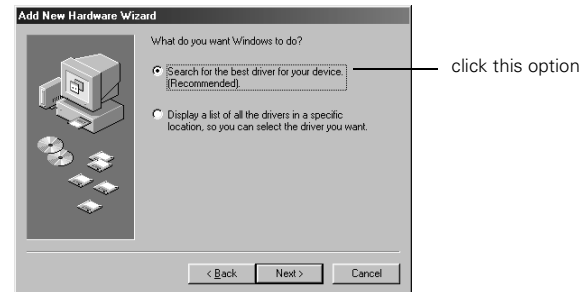 Add New Hardware Wizard
What do you want Windows to do?
Search for the best driver for your device.
(Recommended).
click this option
Display a list of all the drivers in a specific
location, so you can select the driver you want.
< Back
Next >
Cancel